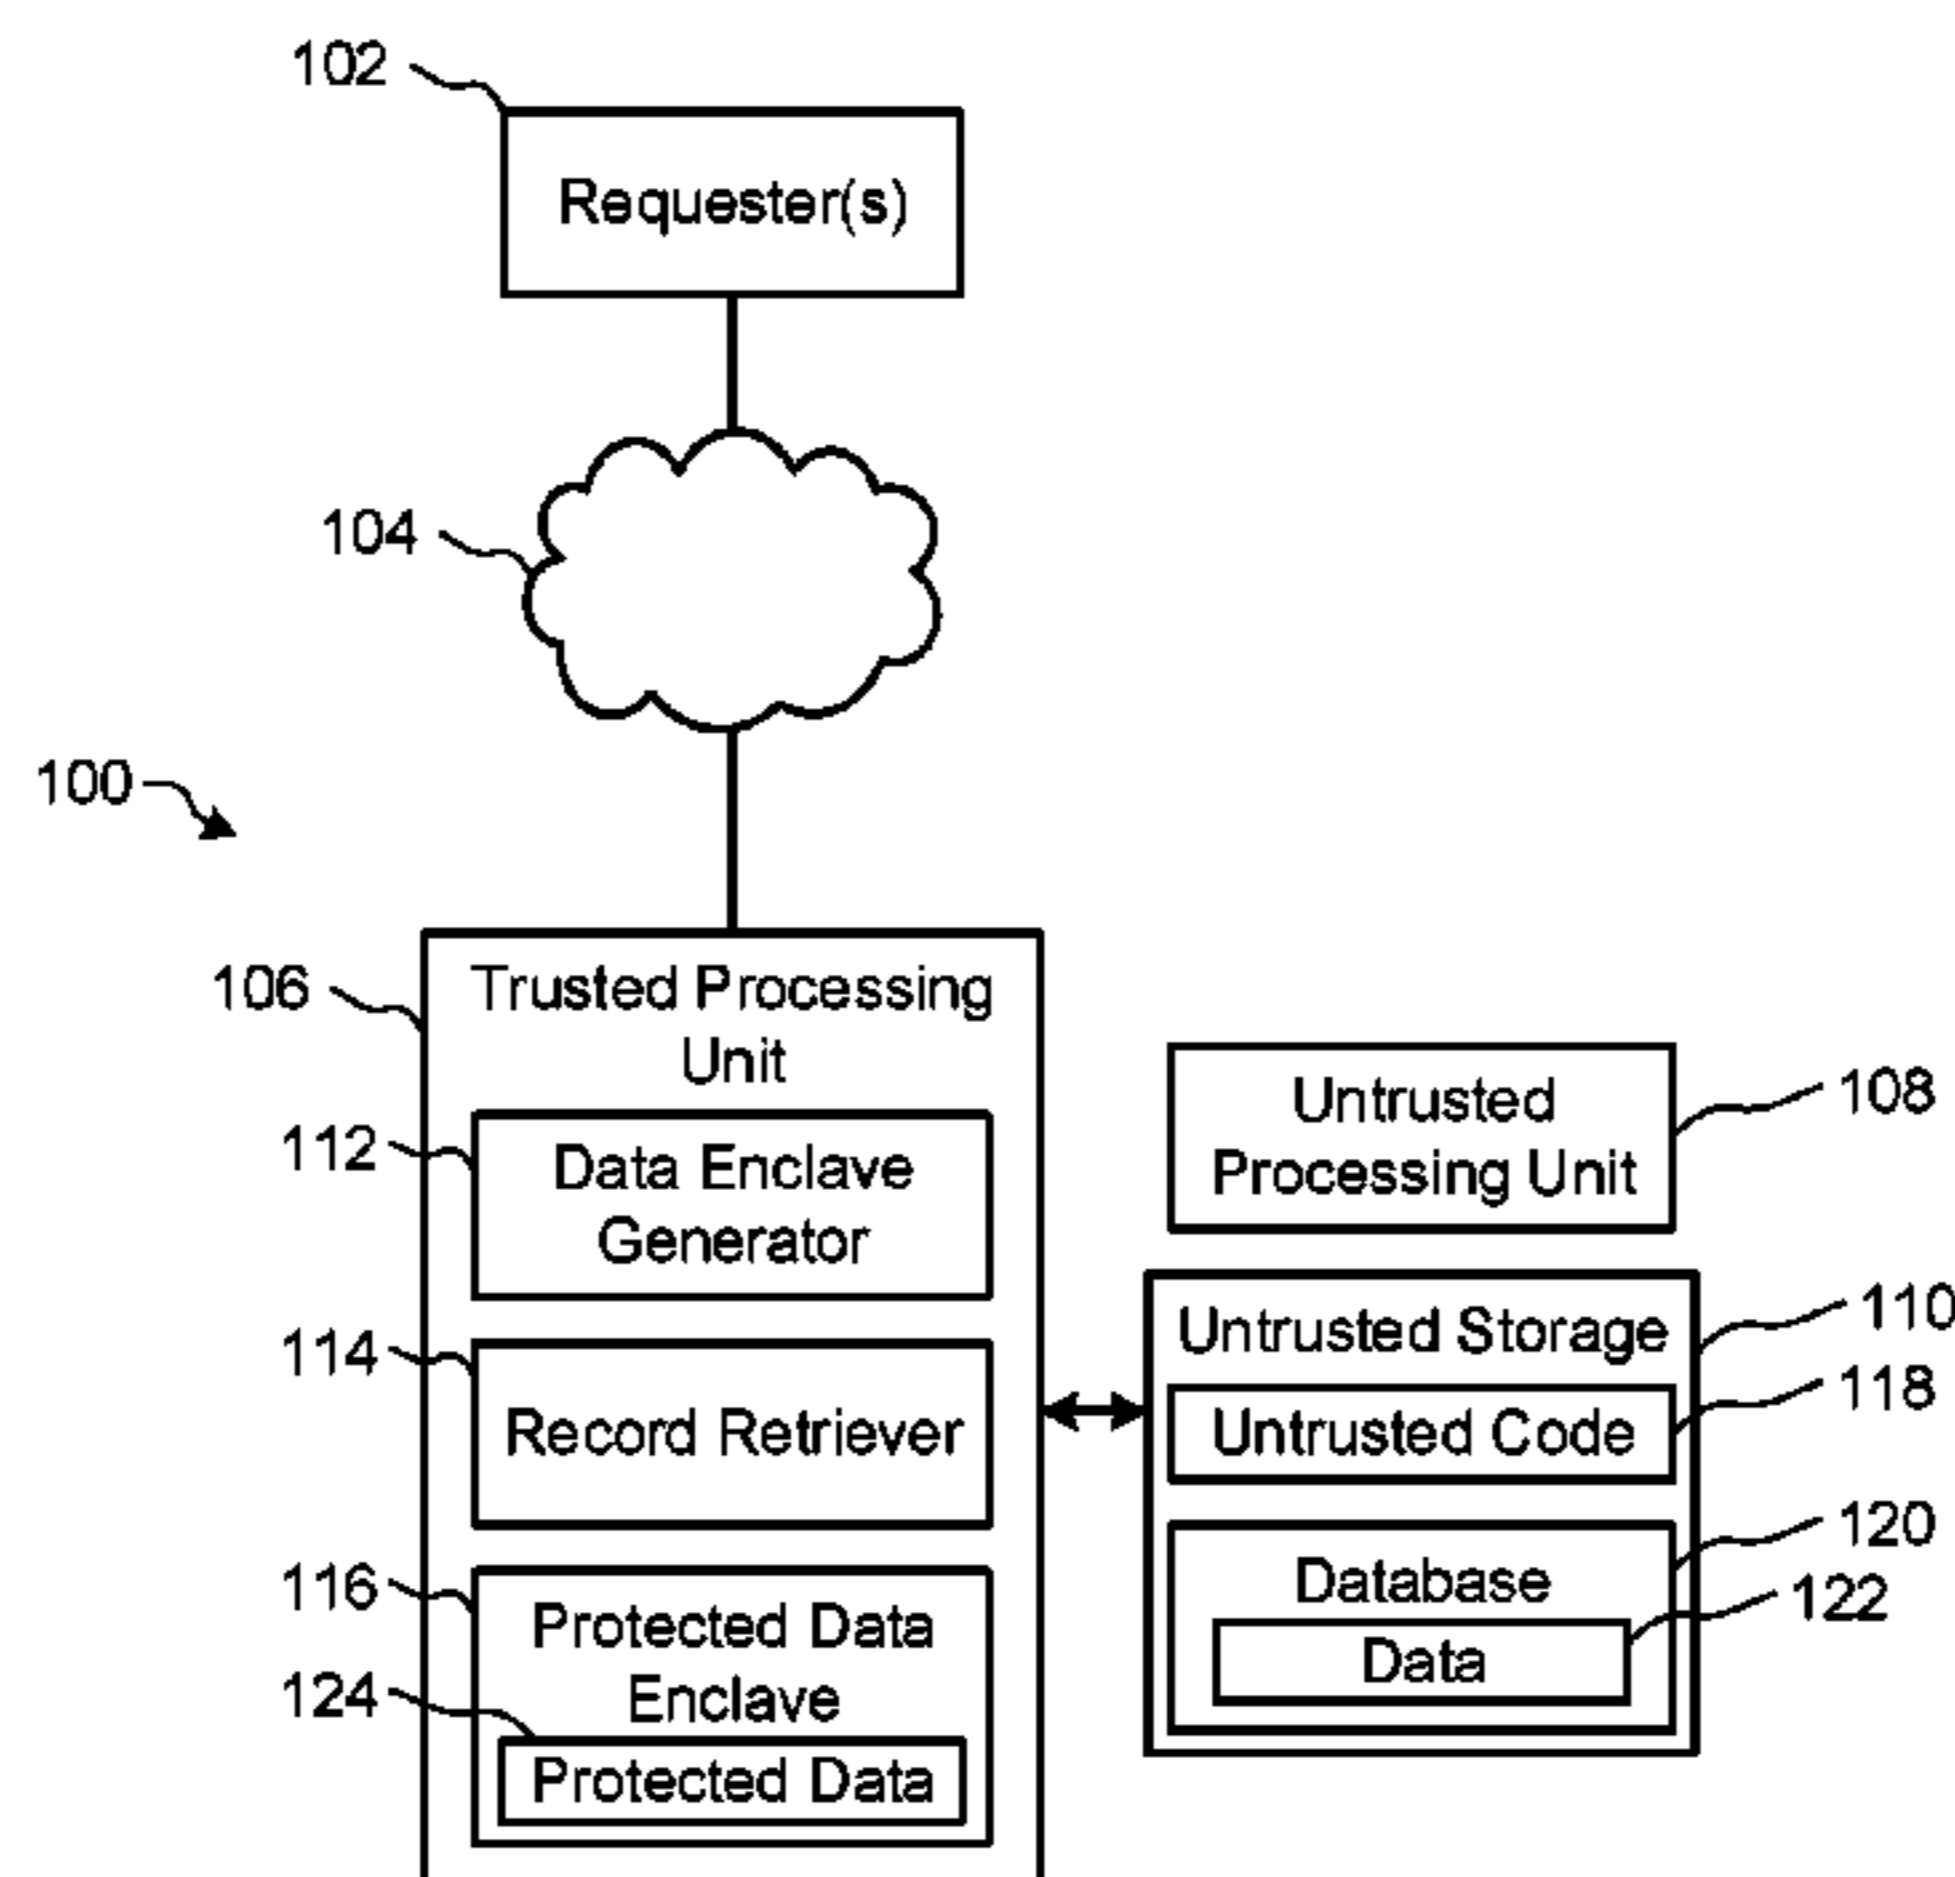 102
Requester(s)
104
100
106
Trusted Processing
Unit
112
Data Enclave
Generator
114
Record Retriever
116
Protected Data
Enclave
124
Protected Data
Untrusted
Processing Unit
108
Untrusted Storage
110
Untrusted Code
118
Database
120
Data
122